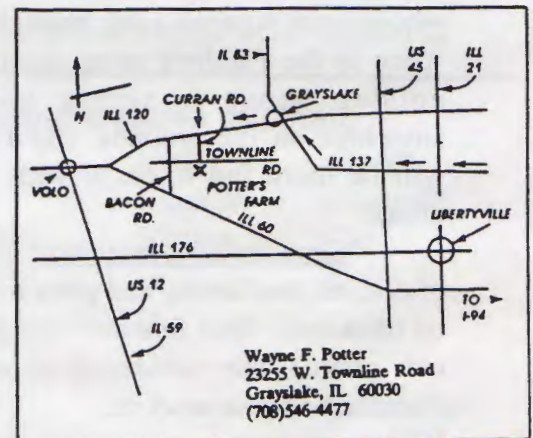 IL 83
US
45
ILL
21
CURRAN RD.
GRAYSLAKE
N
ILL 120
TOWNLINE
RD
ILL 137
VOLO
BACON
RD.
POTTER'S
FARM
LIBERTYVILLE
ILL 60
ILL 176
US 12
IL 59
TO
I-94
Wayne F. Potter
23255 W. Townline Road
Grayslake, IL 60030
(708)546-4477